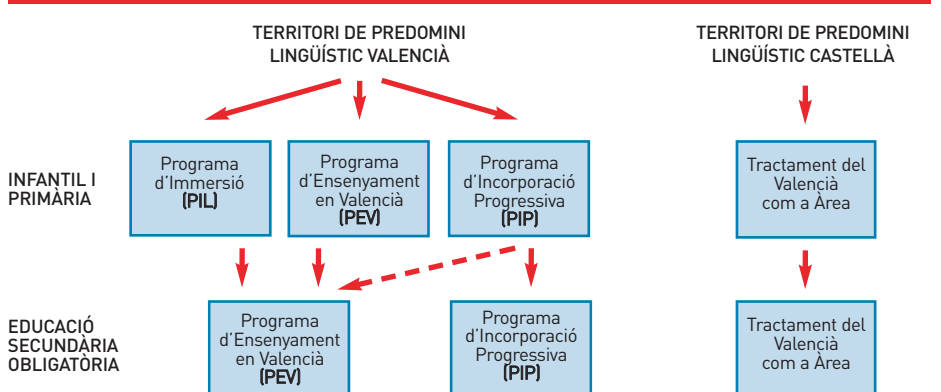 TERRITORI DE PREDOMINI
LINGÜÍSTIC VALENCIÀ
TERRITORI DE PREDOMINI
LINGÜÍSTIC CASTELLÀ
INFANTIL I
PRIMÀRIA
Programa
d'Immersió
(PIL)
Programa
d'Ensenyament
en Valencià
(PEV)
Programa
d'Incorporació
Progressiva
(PIP)
Tractament del
Valencià
com a Àrea
EDUCACIÓ
SECUNDÀRIA
OBLIGATÒRIA
Programa
d'Ensenyament
en Valencià
(PEV)
Programa
d'Incorporació
Progressiva
(PIP)
Tractament del
Valencià
com a Àrea